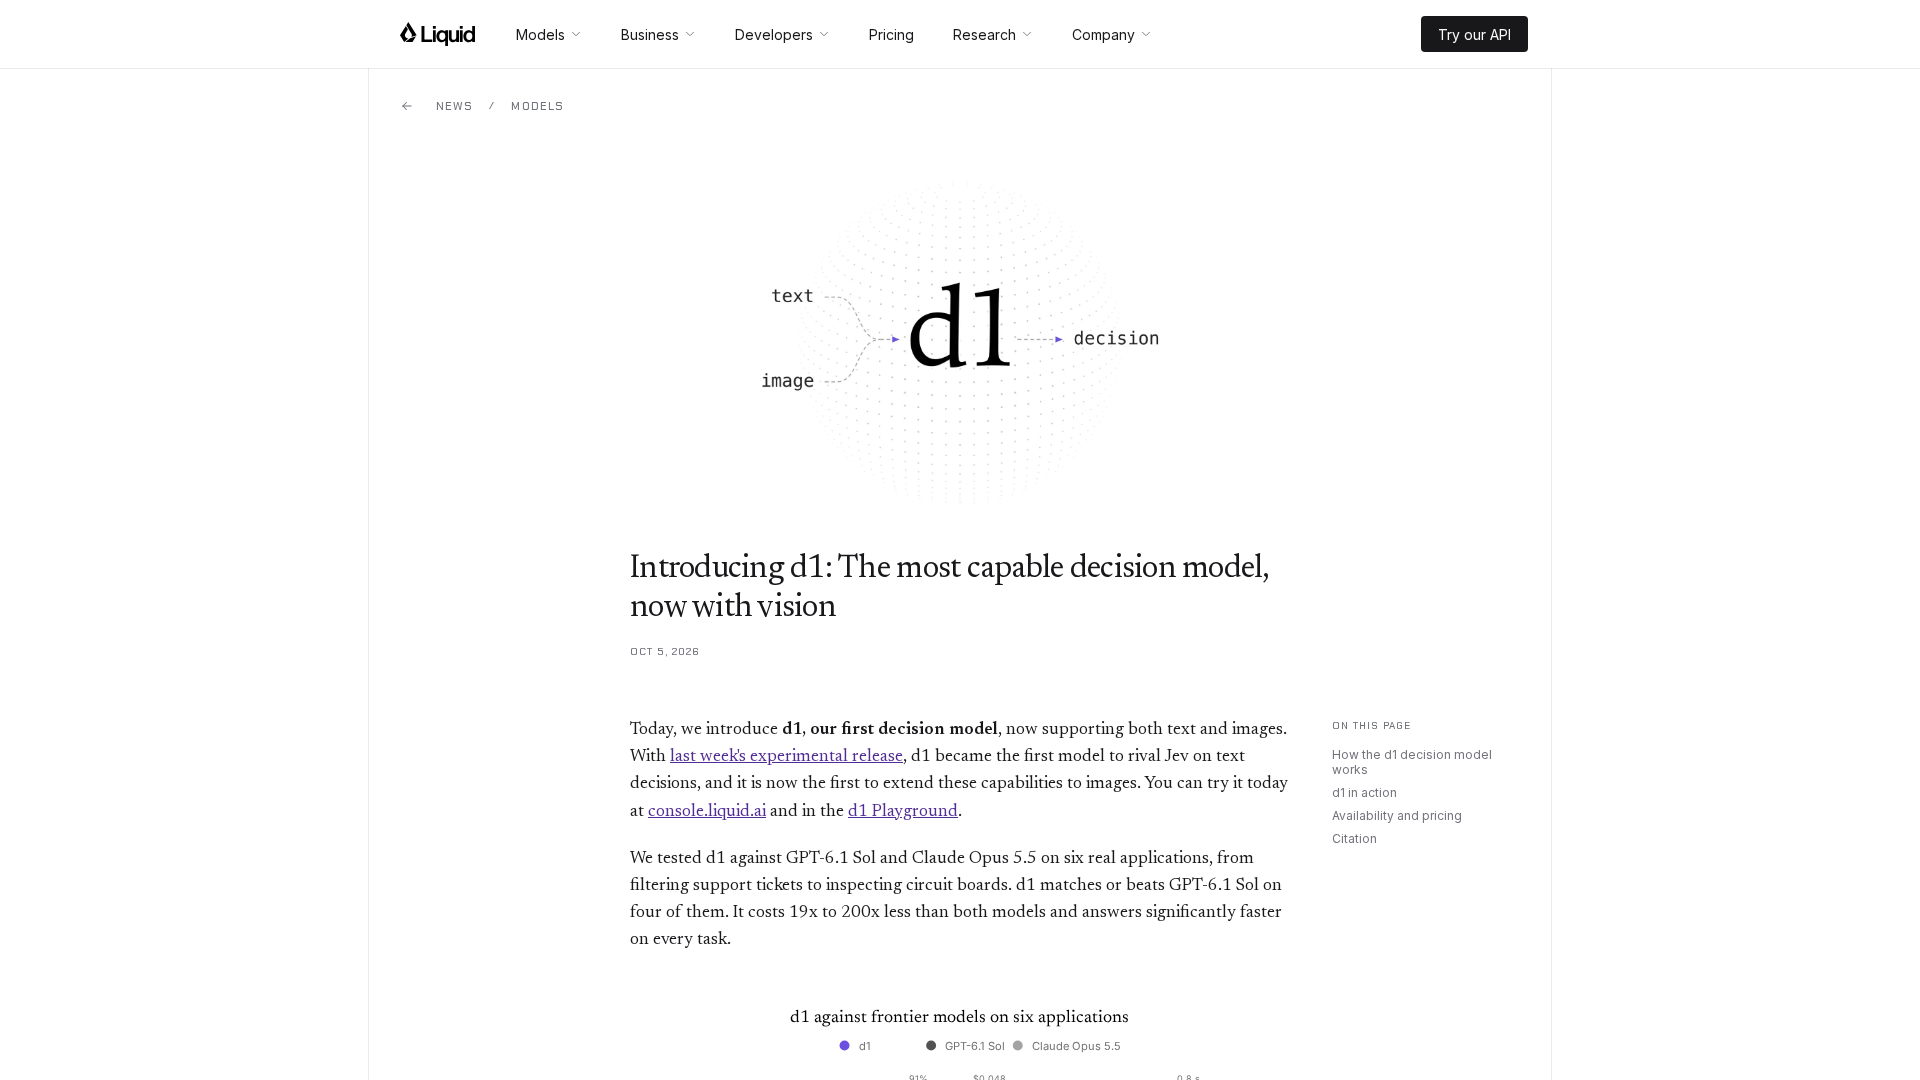 Liquid
Models
Business
Developers
Pricing
Research
Company
Try our API
NEWS / MODELS
text
image
d1
decision
Introducing d1: The most capable decision model,
now with vision
OCT 5, 2026
Today, we introduce d1, our first decision model, now supporting both text and images.
With last week's experimental release, d1 became the first model to rival Jev on text
decisions, and it is now the first to extend these capabilities to images. You can try it today
at console.liquid.ai and in the d1 Playground.
We tested d1 against GPT-6.1 Sol and Claude Opus 5.5 on six real applications, from
filtering support tickets to inspecting circuit boards. d1 matches or beats GPT-6.1 Sol on
four of them. It costs 19x to 200x less than both models and answers significantly faster
on every task.
ON THIS PAGE
How the d1 decision model
works
d1 in action
Availability and pricing
Citation
d1 against frontier models on six applications
d1
GPT-6.1 Sol
Claude Opus 5.5
91%
$0.048
0.8 s